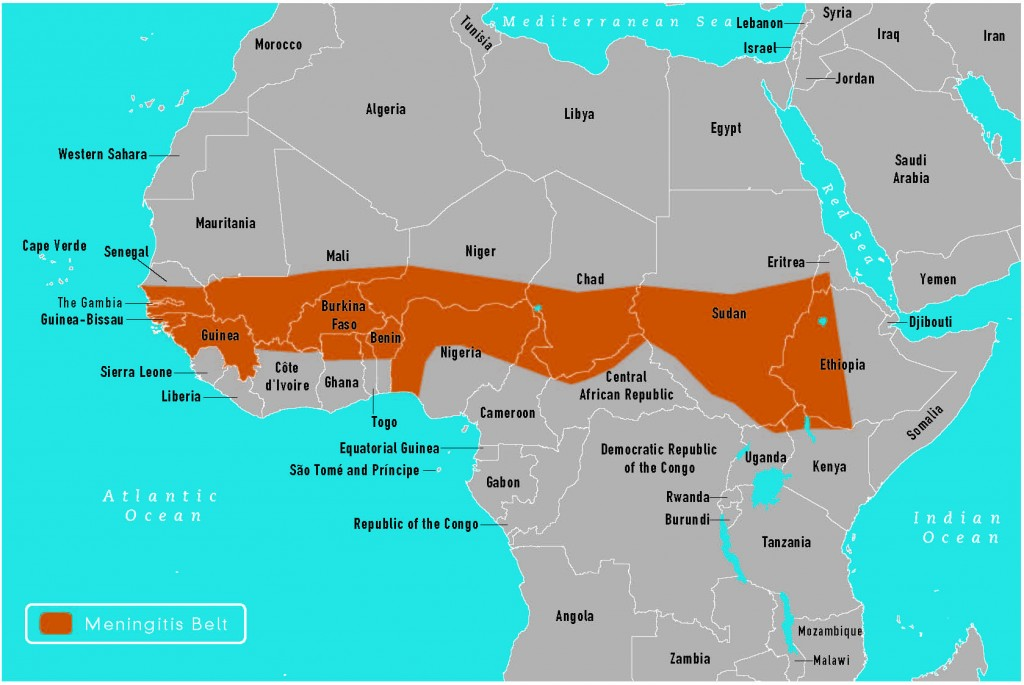 Mediterranean Sea
Lebanon
Syria
Tunisia
Israel
Iraq
Iran
Morocco
Jordan
Algeria
Libya
Egypt
Western Sahara
Saudi
Arabia
Red Sea
Mauritania
Cape Verde
Senegal
Mali
Niger
Chad
Eritrea
Yemen
The Gambia
Guinea-Bissau
Burkina
Faso
Sudan
Djibouti
Guinea
Benin
Nigeria
Ethiopia
Sierra Leone
Côte
d'Ivoire
Ghana
Central
African Republic
Liberia
Togo
Cameroon
Somalia
Equatorial Guinea
Democratic Republic
of the Congo
Uganda
Kenya
São Tomé and Príncipe
Gabon
Rwanda
Atlantic
Ocean
Burundi
Republic of the Congo
Indian
Ocean
Tanzania
Angola
Meningitis Belt
Mozambique
Zambia
Malawi